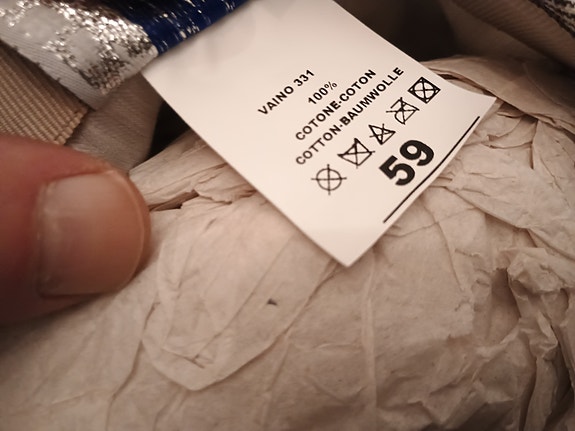 VAINO 331
100%
COTONE-COTON
COTTON-BAUMWOLLE
59